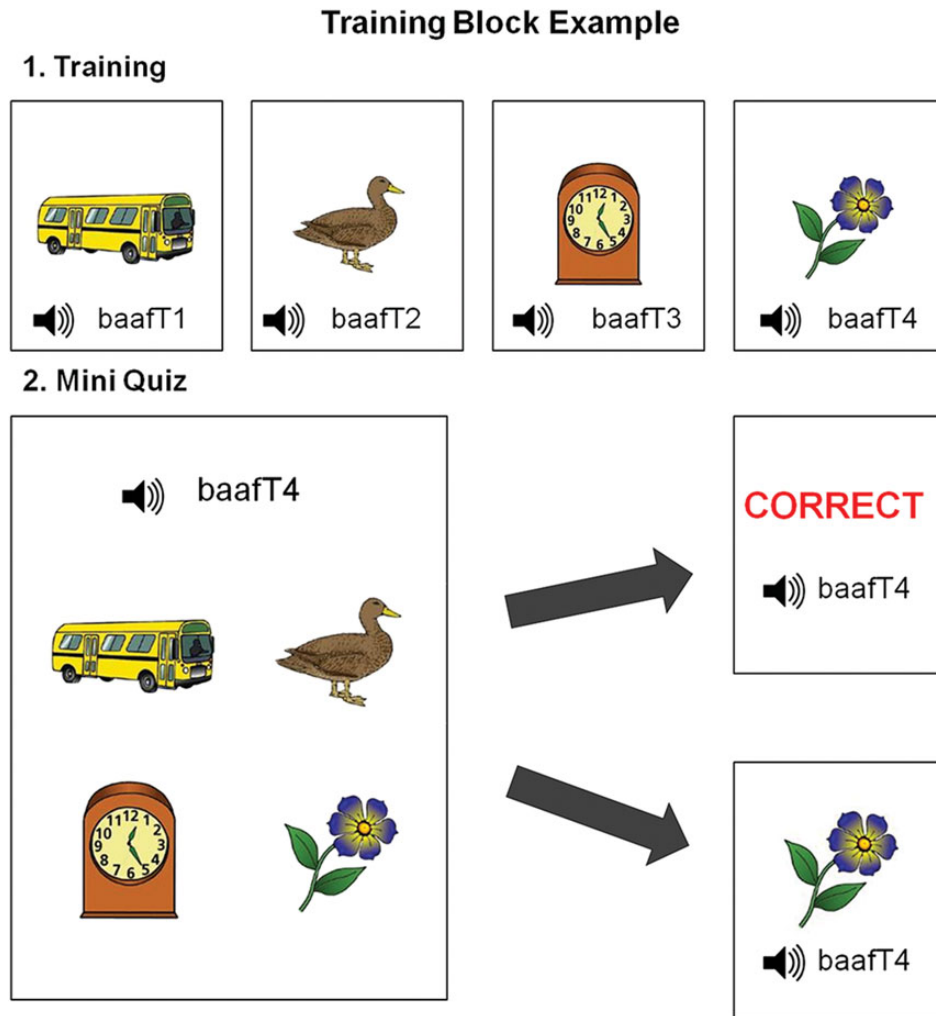 Training Block Example
1. Training
baafT1
baafT2
baafT3
baafT4
2. Mini Quiz
baafT4
CORRECT
baafT4
baafT4